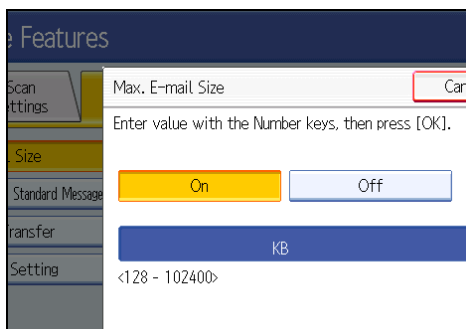 e Features
Scan
ttings
Max. E-mail Size
Can
Enter value with the Number keys, then press [OK].
Size
On
Off
Standard Message
ransfer
KB
Setting
<128 - 102400>